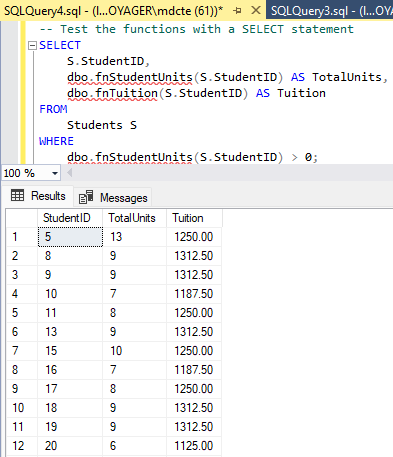 SQLQuery4.sql - (l...OYAGER\mdcte (61))* SQLQuery3.sql - (l...OYAG
-- Test the functions with a SELECT statement
SELECT
S.StudentID,
dbo.fnStudentUnits(S.StudentID) AS TotalUnits,
dbo.fnTuition(S.StudentID) AS Tuition
FROM
Students S
WHERE
dbo.fnStudentUnits(S.StudentID) > 0;
100 %
Results Messages
StudentID TotalUnits Tuition
1 5 13 1250.00
2 8 9 1312.50
3 9 9 1312.50
4 10 7 1187.50
5 11 8 1250.00
6 13 9 1312.50
7 15 10 1250.00
8 16 7 1187.50
9 17 8 1250.00
10 18 9 1312.50
11 19 9 1312.50
12 20 6 1125.00